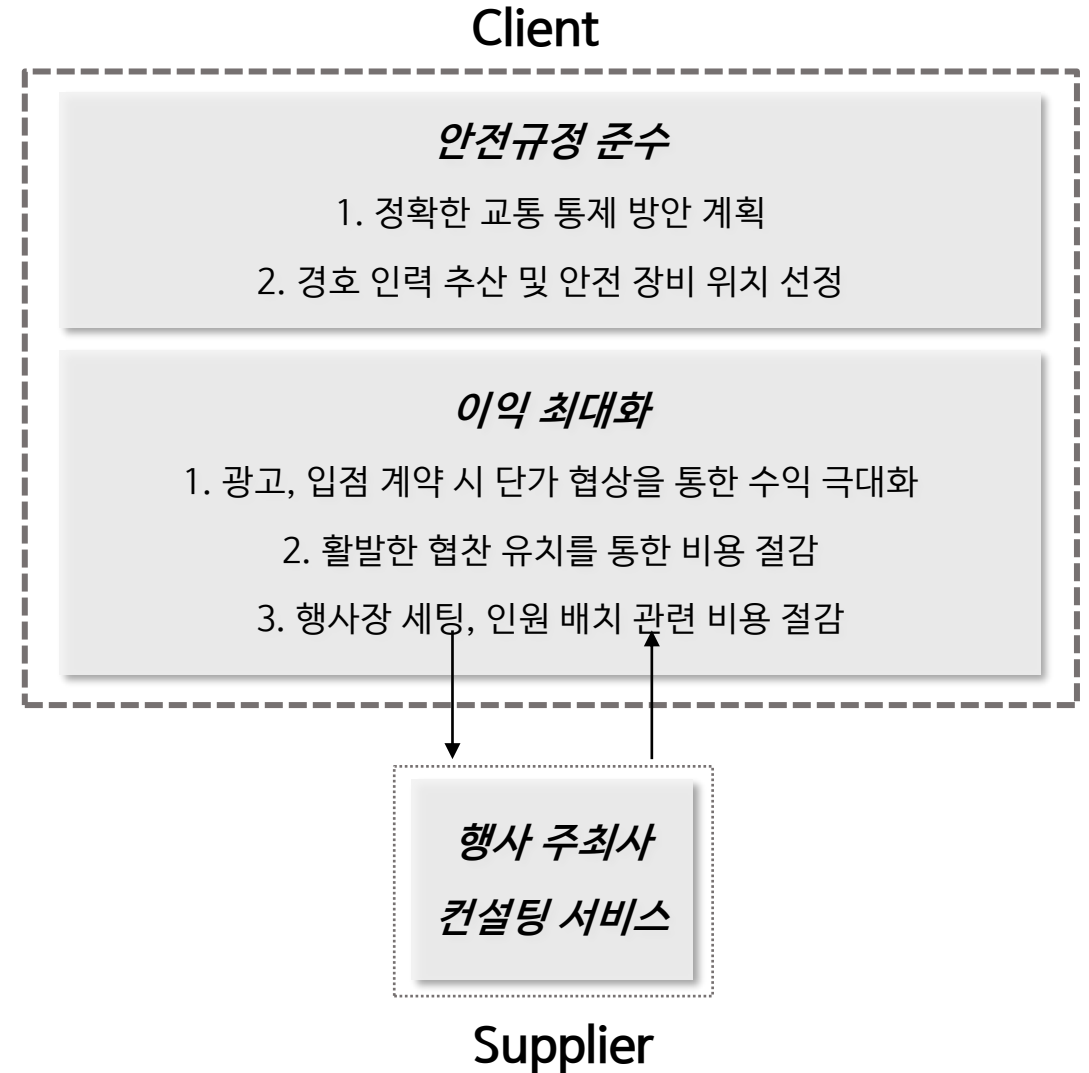 Client
안전규정 준수
1. 정확한 교통 통제 방안 계획
2. 경호 인력 추산 및 안전 장비 위치 선정
이익 최대화
1. 광고, 입점 계약 시 단가 협상을 통한 수익 극대화
2. 활발한 협찬 유치를 통한 비용 절감
3. 행사장 세팅, 인원 배치 관련 비용 절감
행사 주최사
컨설팅 서비스
Supplier